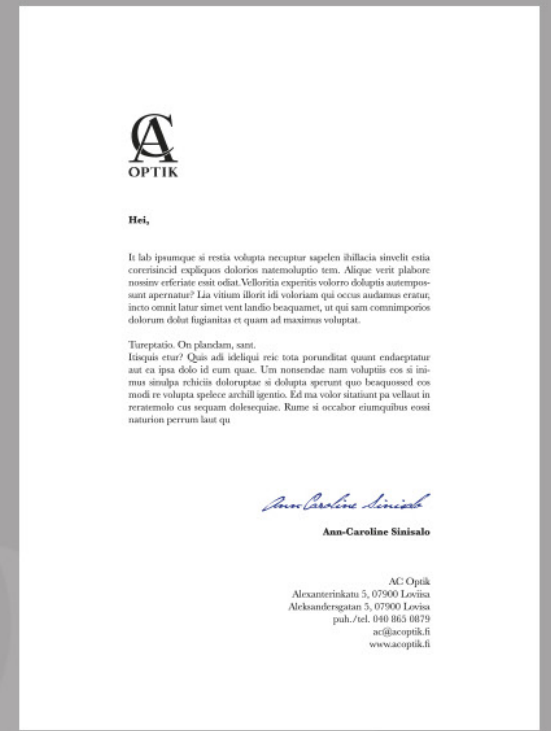 CA
OPTIK
Hei,
It lab ipsumque si restia volupta necuptur sapelen ihillacia sinvelit estia
corerisincid expliquos dolorios natemoluptio tem. Alique verit plabore
nossinv erferiate essit odiat.Velloritia experitis volorro doluptis autempos-
sunt apernatur? Lia vitium illorit idi voloriam qui occus audamus eratur,
incto omnit latur simet vent landio beaquamet, ut qui sam comnimporios
dolorum dolut fugianitas et quam ad maximus voluptat.
Tureptatio. On plandam, sant.
Itisquis etur? Quis adi ideliqui reic tota porunditat quunt endaeptatur
aut ea ipsa dolo id eum quae. Um nonsendae nam voluptiis eos si ini-
mus sinulpa rchiciis doloruptae si dolupta sperunt quo beaquossed eos
modi re volupta spelece archill igentio. Ed ma volor sitatiunt pa vellaut in
reratemolo cus sequam dolesequiae. Rume si occabor eiumquibus eossi
naturion perrum laut qu
Ann-Caroline Sinisalo
Ann-Caroline Sinisalo
AC Optik
Alexanterinkatu 5, 07900 Loviisa
Aleksandersgatan 5, 07900 Lovisa
puh./tel. 040 865 0879
ac@acoptik.fi
www.acoptik.fi